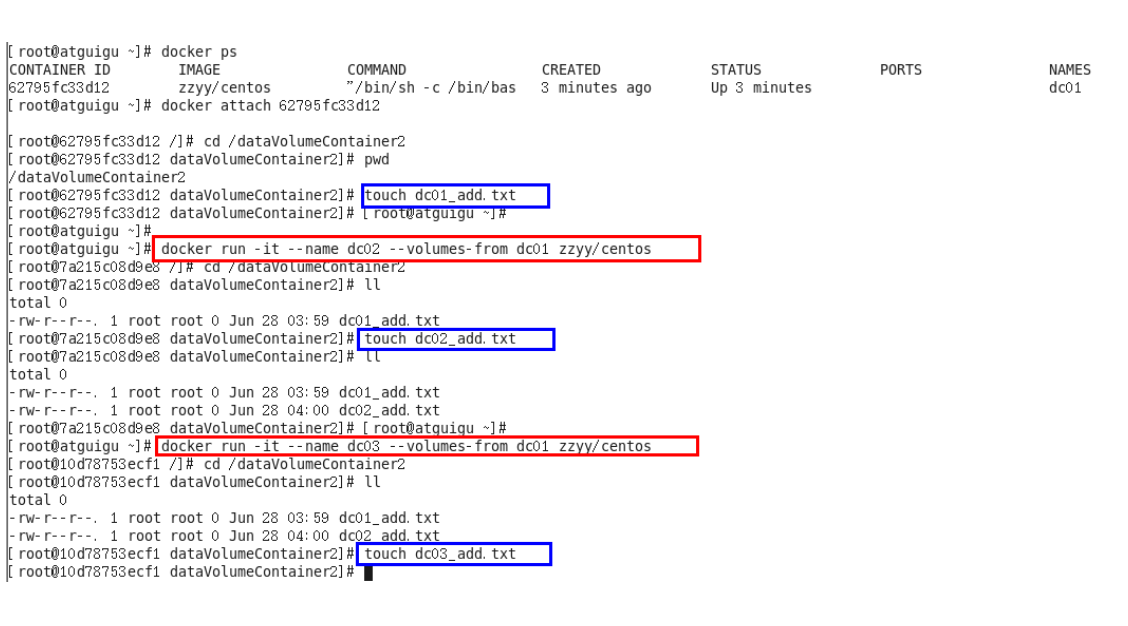 [root@atguigu ~]# docker ps
CONTAINER ID IMAGE COMMAND CREATED STATUS PORTS NAMES
62795fc33d12 zzyy/centos "/bin/sh -c /bin/bas 3 minutes ago Up 3 minutes dc01
[root@atguigu ~]# docker attach 62795fc33d12
[root@62795fc33d12 /]# cd /dataVolumeContainer2
[root@62795fc33d12 dataVolumeContainer2]# pwd
/dataVolumeContainer2
[root@62795fc33d12 dataVolumeContainer2]# touch dc01_add.txt
[root@62795fc33d12 dataVolumeContainer2]# [root@atguigu ~]#
[root@atguigu ~]#
[root@atguigu ~]# docker run -it --name dc02 --volumes-from dc01 zzyy/centos
[root@7a215c08d9e8 /]# cd /dataVolumeContainer2
[root@7a215c08d9e8 dataVolumeContainer2]# ll
total 0
-rw-r--r--. 1 root root 0 Jun 28 03:59 dc01_add.txt
[root@7a215c08d9e8 dataVolumeContainer2]# touch dc02_add.txt
[root@7a215c08d9e8 dataVolumeContainer2]# ll
total 0
-rw-r--r--. 1 root root 0 Jun 28 03:59 dc01_add.txt
-rw-r--r--. 1 root root 0 Jun 28 04:00 dc02_add.txt
[root@7a215c08d9e8 dataVolumeContainer2]# [root@atguigu ~]#
[root@atguigu ~]# docker run -it --name dc03 --volumes-from dc01 zzyy/centos
[root@10d78753ecf1 /]# cd /dataVolumeContainer2
[root@10d78753ecf1 dataVolumeContainer2]# ll
total 0
-rw-r--r--. 1 root root 0 Jun 28 03:59 dc01_add.txt
-rw-r--r--. 1 root root 0 Jun 28 04:00 dc02_add.txt
[root@10d78753ecf1 dataVolumeContainer2]# touch dc03_add.txt
[root@10d78753ecf1 dataVolumeContainer2]#